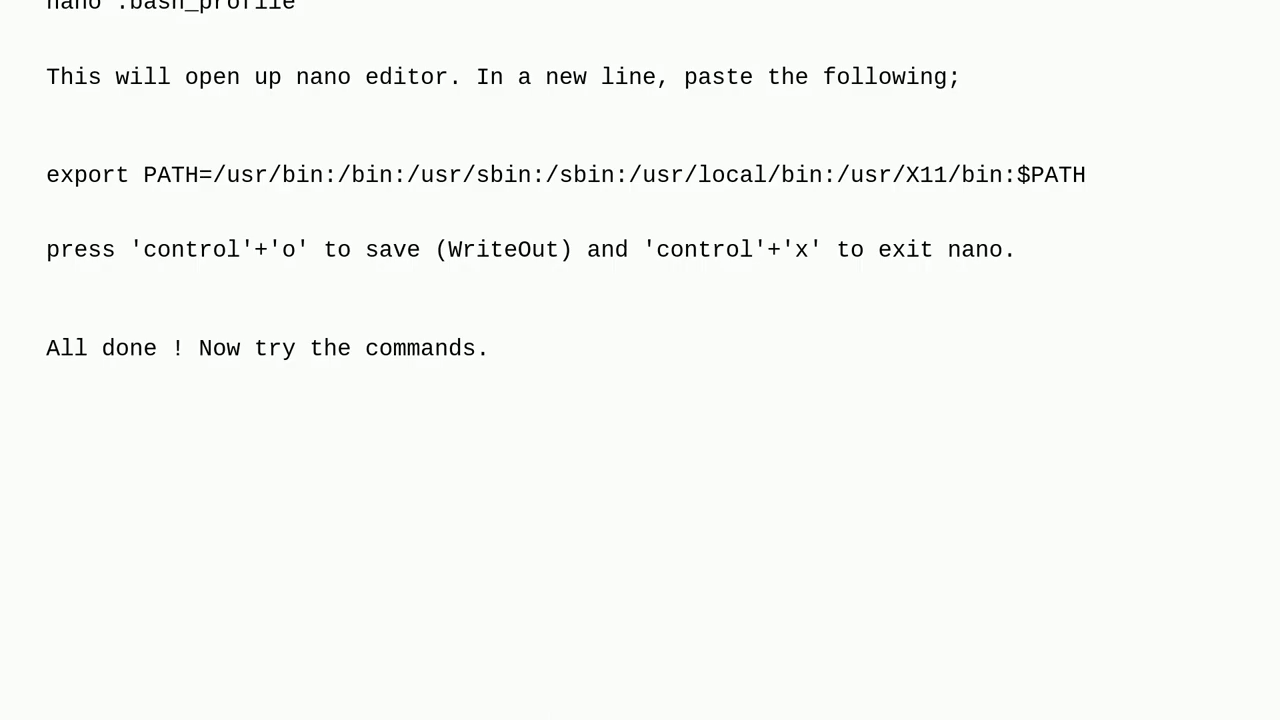 nano .bash_profile
This will open up nano editor. In a new line, paste the following;
export PATH=/usr/bin:/bin:/usr/sbin:/sbin:/usr/local/bin:/usr/X11/bin:$PATH
press 'control'+'o' to save (WriteOut) and 'control'+'x' to exit nano.
All done ! Now try the commands.